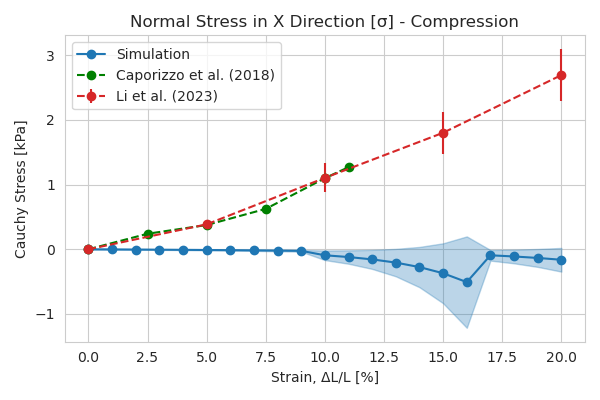 Normal Stress in X Direction [σ] - Compression
Simulation
Caporizzo et al. (2018)
Li et al. (2023)
Cauchy Stress [kPa]
3
2
1
0
−1
0.0 2.5 5.0 7.5 10.0 12.5 15.0 17.5 20.0
Strain, ΔL/L [%]